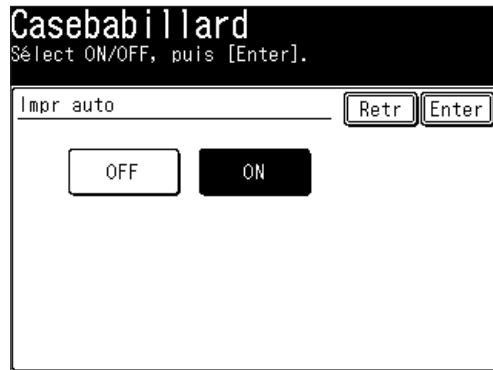 Casebabillard
Sélect ON/OFF, puis [Enter].
Impr auto Retr Enter
OFF ON